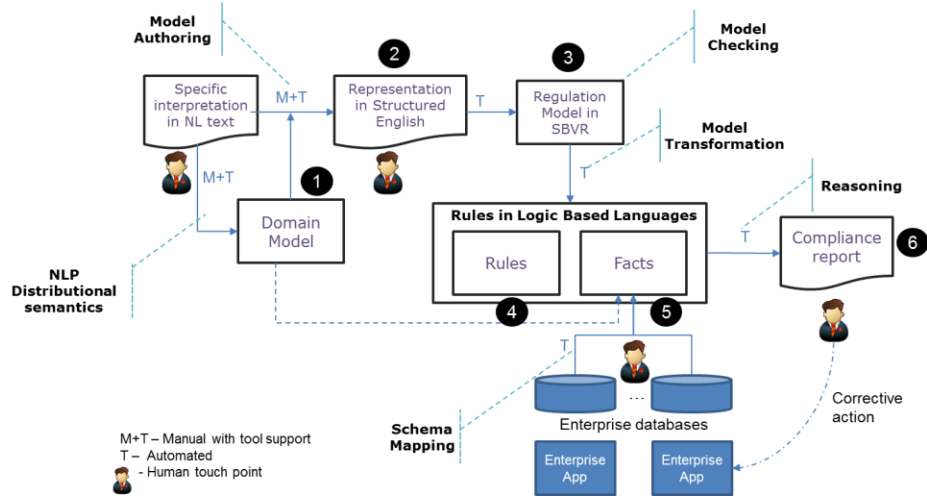 Model
Authoring
Model
Checking
2
3
Specific
interpretation
in NL text
M+T
Representation
in Structured
English
T
Regulation
Model in
SBVR
Model
Transformation
M+T
1
T
Reasoning
Domain
Model
Rules in Logic Based Languages
Rules
Facts
T
Compliance
report
6
NLP
Distributional
semantics
4
5
T
...
Schema
Mapping
Enterprise databases
Corrective
action
M+T – Manual with tool support
T – Automated
- Human touch point
Enterprise
App
Enterprise
App